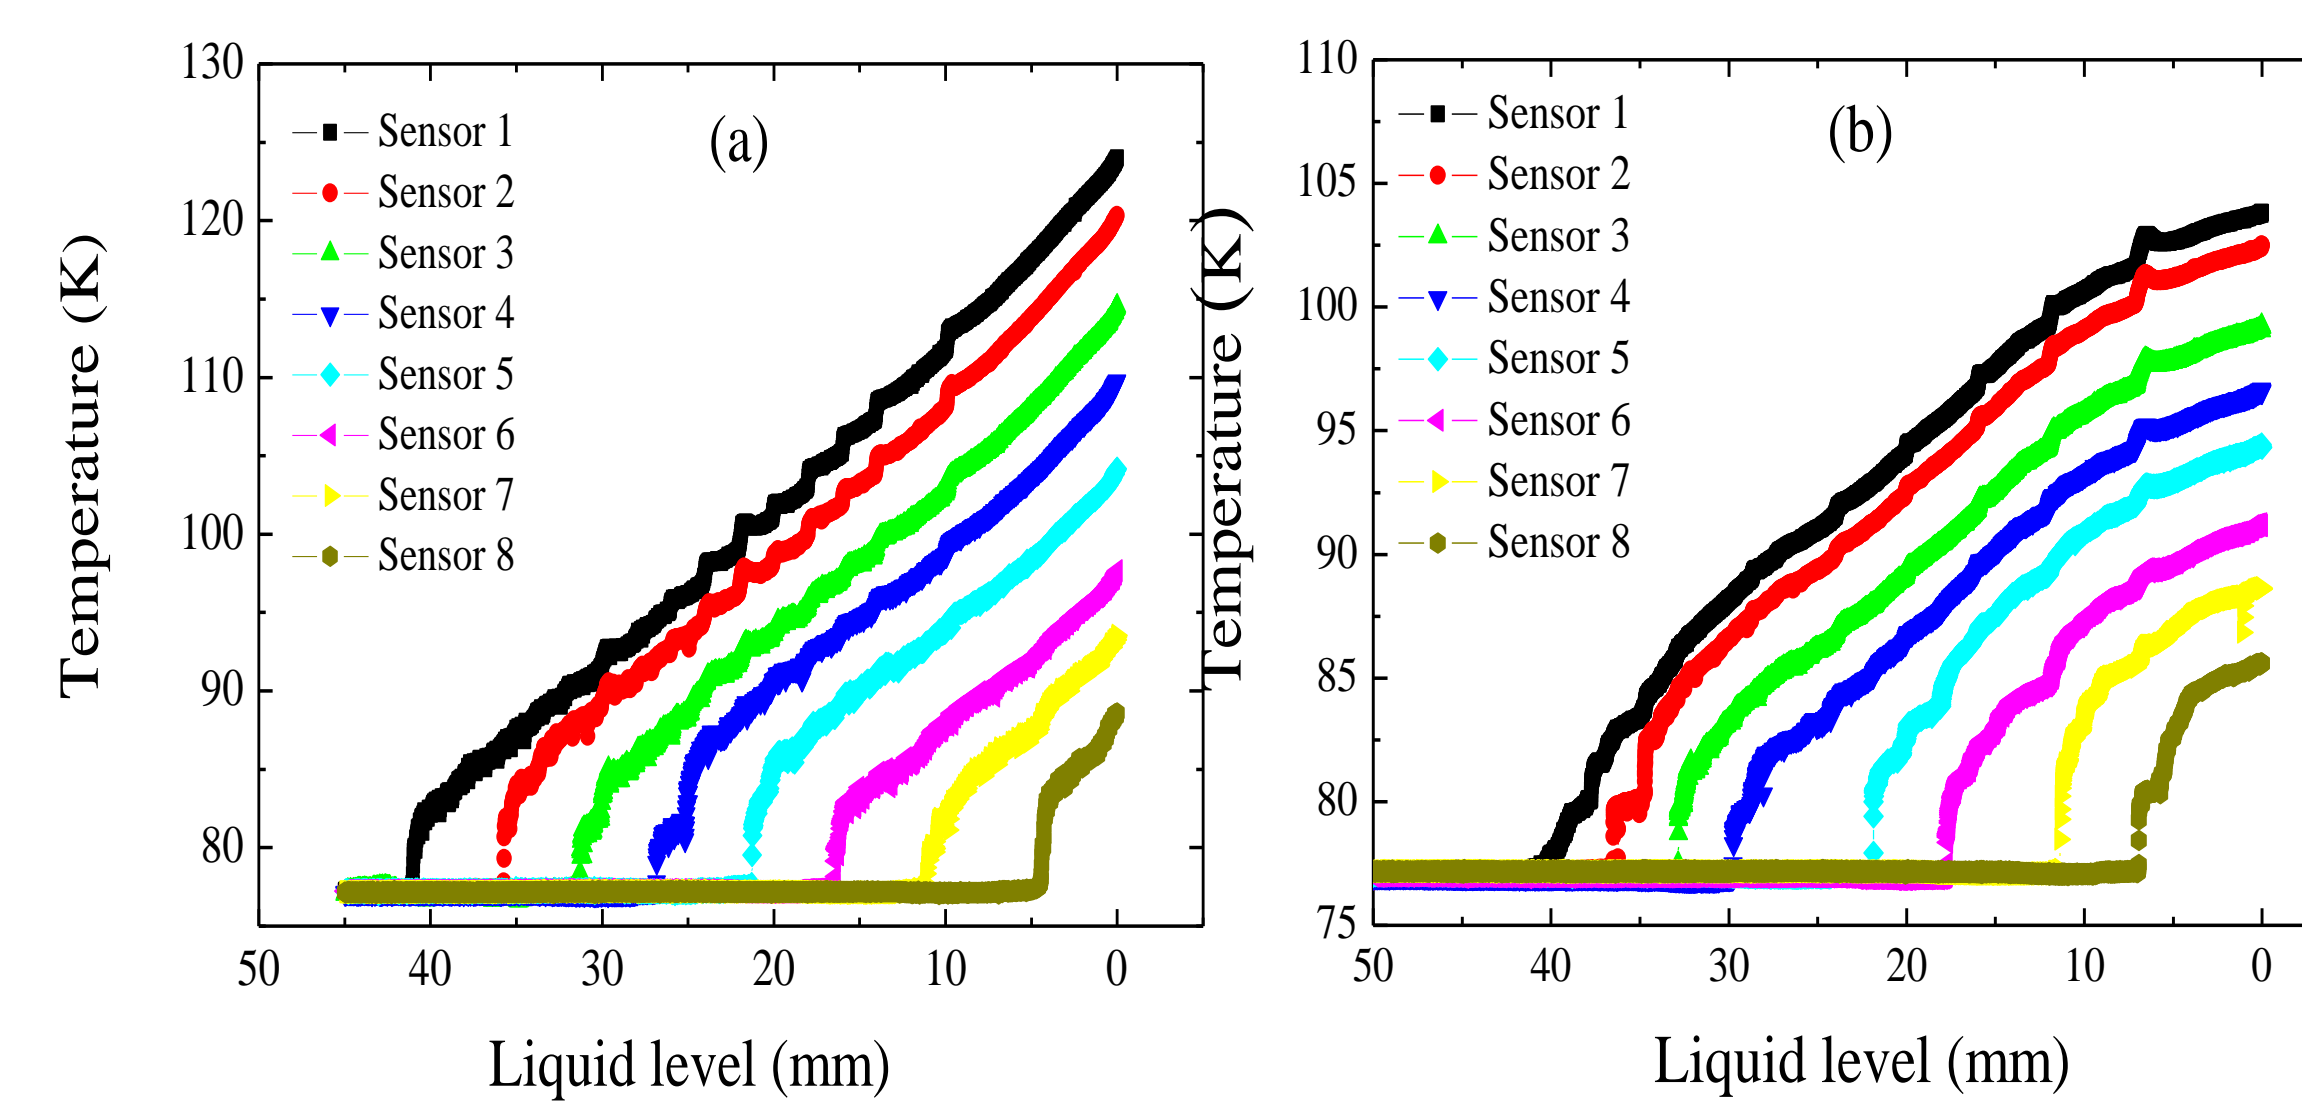 (a)
Temperature (K)
130
120
110
100
90
80
Sensor 1
Sensor 2
Sensor 3
Sensor 4
Sensor 5
Sensor 6
Sensor 7
Sensor 8
50 40 30 20 10 0
Liquid level (mm)
(b)
Temperature (K)
110
105
100
95
90
85
80
75
Sensor 1
Sensor 2
Sensor 3
Sensor 4
Sensor 5
Sensor 6
Sensor 7
Sensor 8
50 40 30 20 10 0
Liquid level (mm)